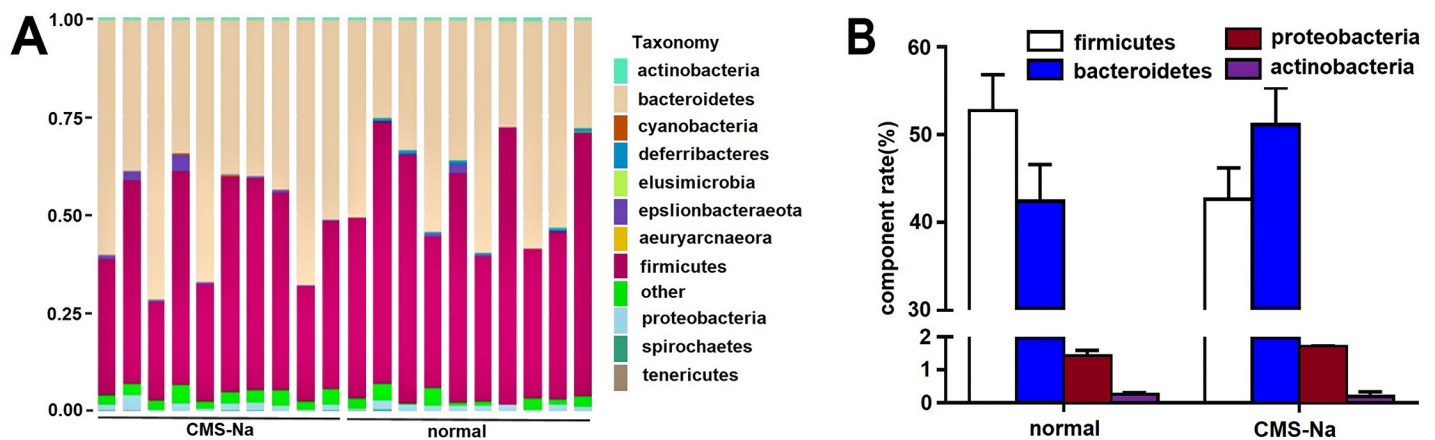 A
1.00
0.75
0.50
0.25
0.00
CMS-Na
normal
Taxonomy
actinobacteria
bacteroidetes
cyanobacteria
deferribacteres
elusimicrobia
epslionbacteraeota
aeuryarcnaeora
firmicutes
other
proteobacteria
spirochaetes
tenericutes
B
component rate(%)
60
50
40
30
2
1
0
firmicutes
bacteroidetes
proteobacteria
actinobacteria
normal
CMS-Na